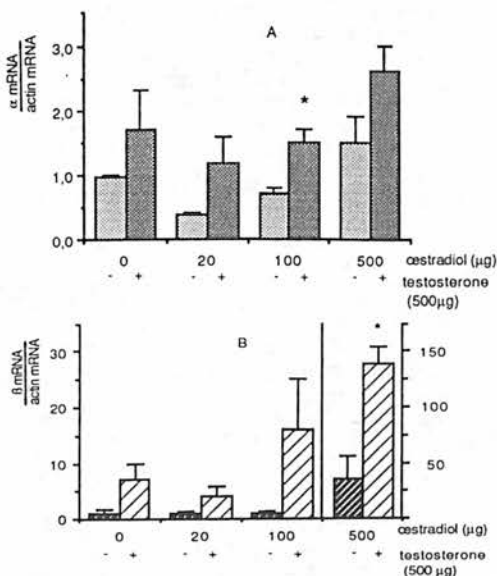 A
α mRNA
actin mRNA
3,0
2,0
1,0
0,0
*
0 20 100 500 œstradiol (µg)
- + - + - + - + testosterone
(500µg)
B
ß mRNA
actin mRNA
30
20
10
0
*
150
100
50
0 20 100 500 œstradiol (µg)
- + - + - + - + testosterone
(500 µg)